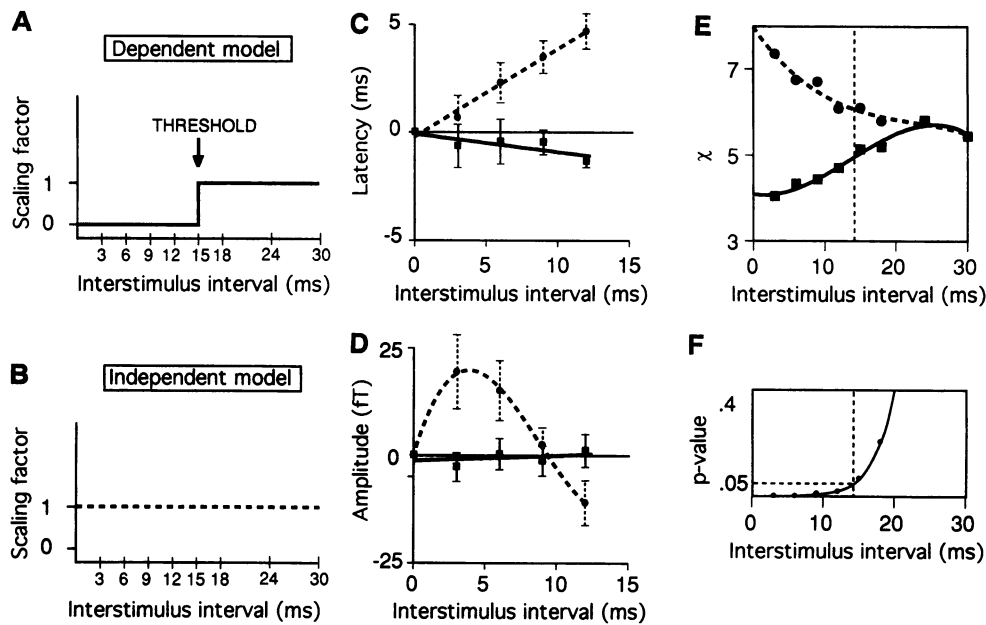 A
Dependent model
Scaling factor
THRESHOLD
1
0
3 6 9 12 15 18 24 30
Interstimulus interval (ms)
B
Independent model
Scaling factor
1
0
3 6 9 12 15 18 24 30
Interstimulus interval (ms)
C
Latency (ms)
5
0
-5
0 5 10 15
Interstimulus interval (ms)
D
Amplitude (fT)
25
0
-25
0 5 10 15
Interstimulus interval (ms)
E
χ
7
5
3
0 10 20 30
Interstimulus interval (ms)
F
p-value
.4
.05
0 10 20 30
Interstimulus interval (ms)